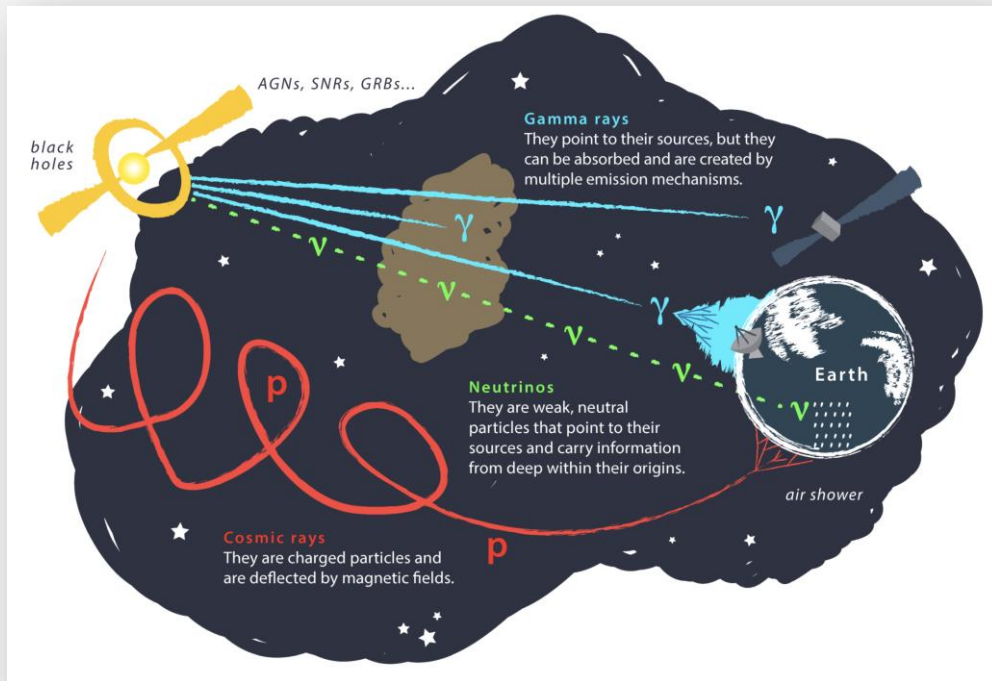 AGNs, SNRs, GRBs...
black
holes
Gamma rays
They point to their sources, but they
can be absorbed and are created by
multiple emission mechanisms.
γ
γ
ν
ν
γ
ν
ν
Earth
ν
p
Neutrinos
They are weak, neutral
particles that point to their
sources and carry information
from deep within their origins.
air shower
p
Cosmic rays
They are charged particles and
are deflected by magnetic fields.